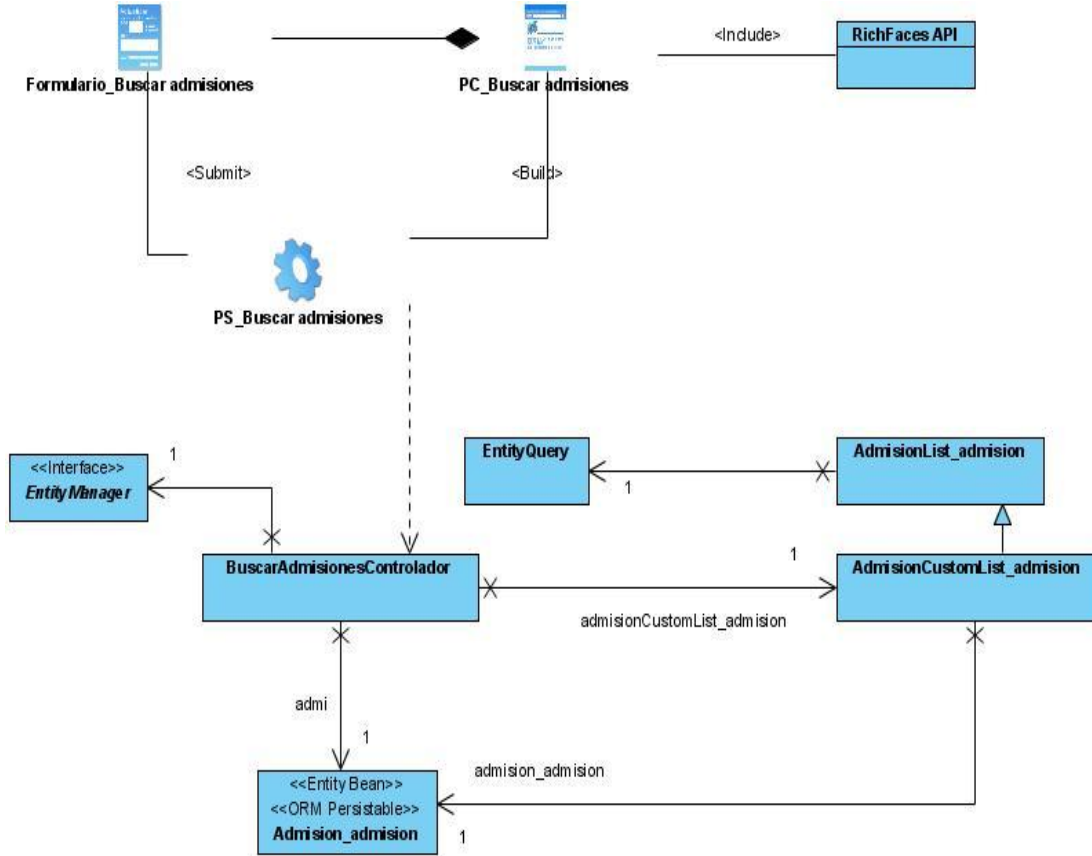 <Include>
RichFaces API
Formulario_Buscar admisiones
PC_Buscar admisiones
<Submit>
<Build>
PS_Buscar admisiones
<<Interface>>
EntityManager
1
EntityQuery
1
AdmisionList_admision
BuscarAdmisionesControlador
1
admisionCustomList_admision
AdmisionCustomList_admision
admi
1
<<Entity Bean>>
<<ORM Persistable>>
Admision_admision
admision_admision
1